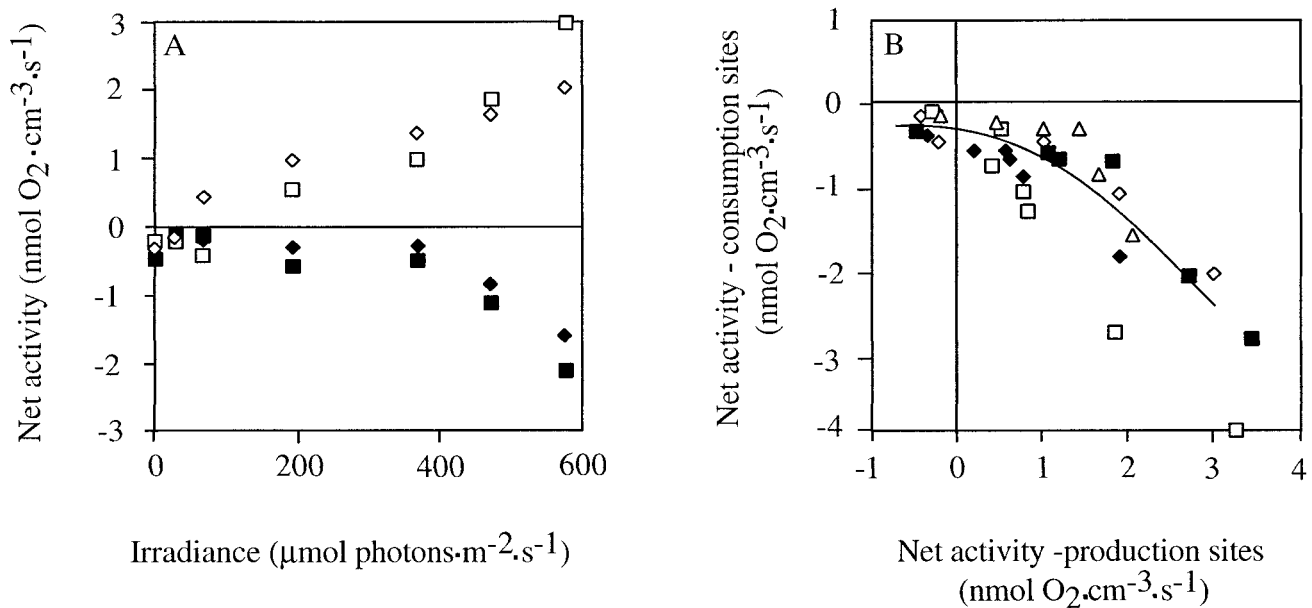 A
3
2
1
0
-1
-2
-3
0
200
400
600
Net activity (nmol O2·cm-3·s-1)
Irradiance (μmol photons·m-2·s-1)
B
1
0
-1
-2
-3
-4
-1
0
1
2
3
4
Net activity - consumption sites
(nmol O2·cm-3·s-1)
Net activity -production sites
(nmol O2·cm-3·s-1)